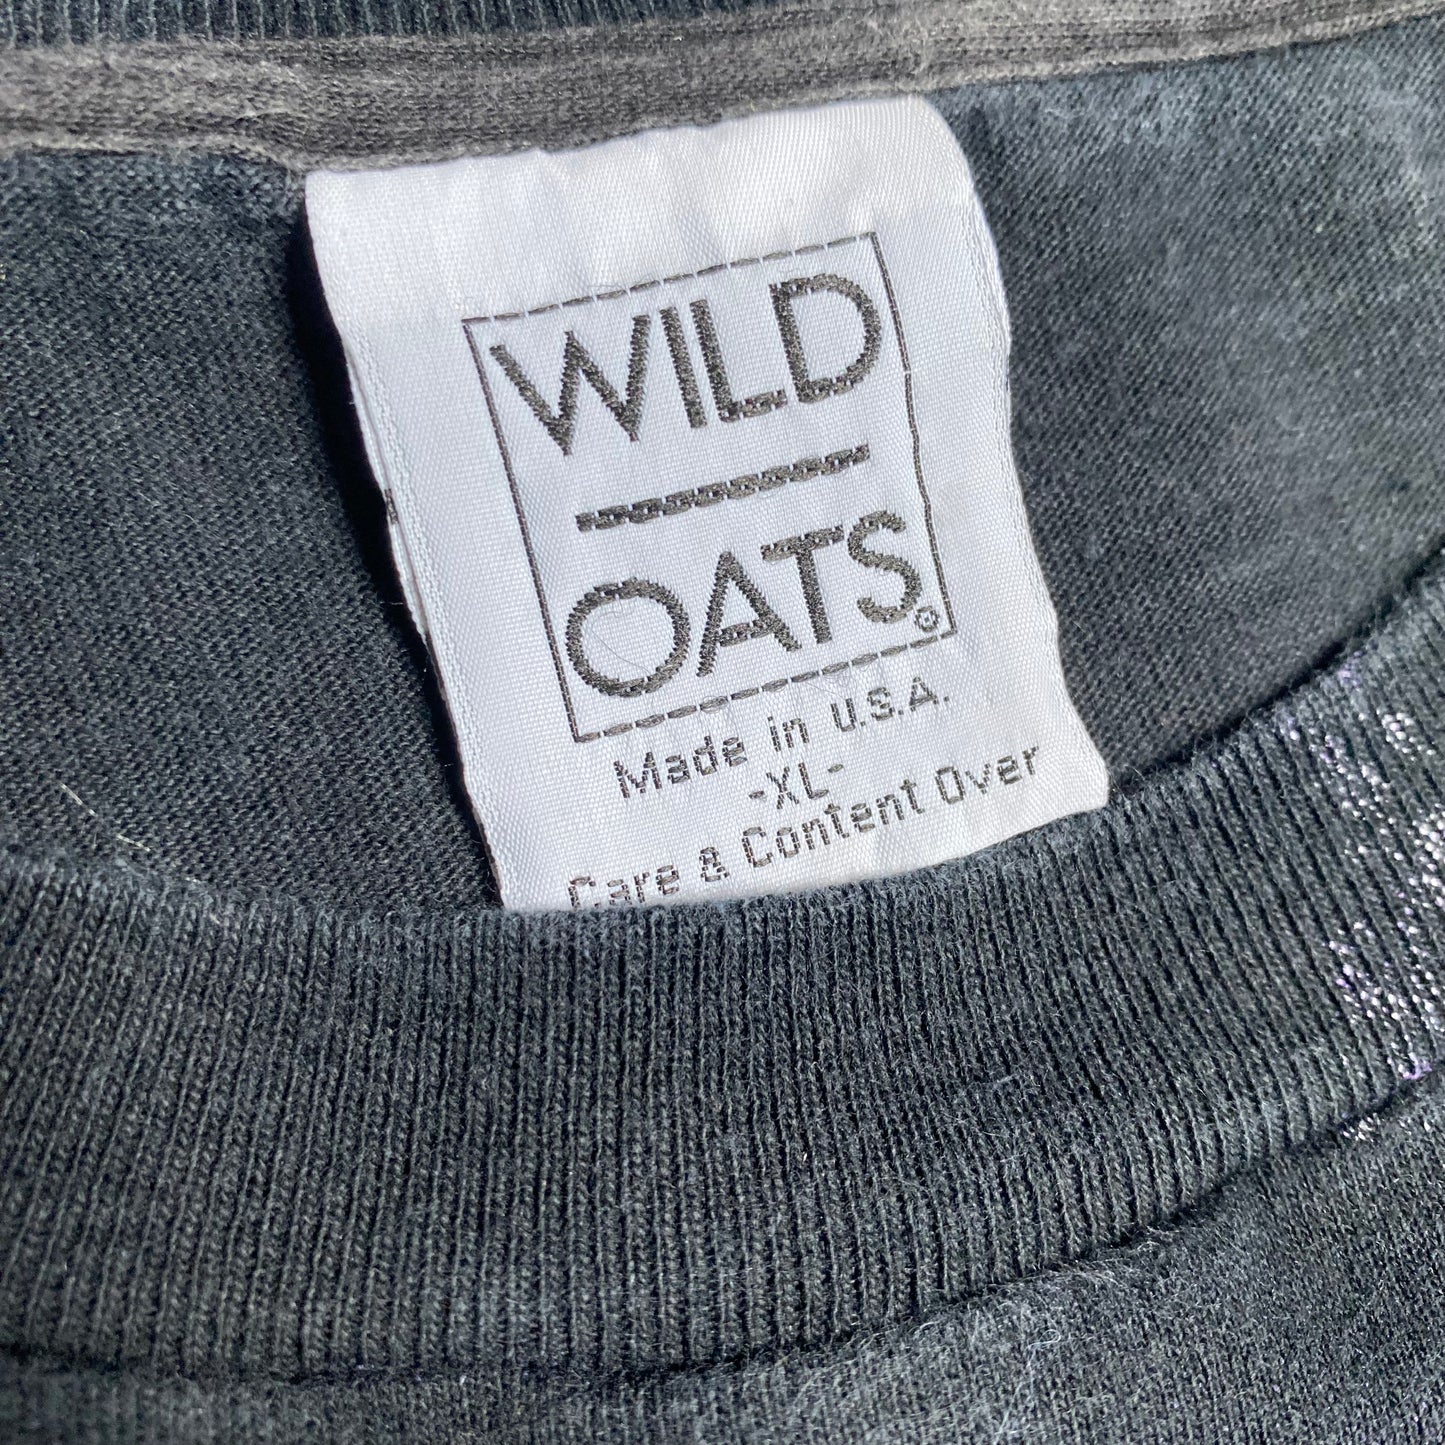 WILD
OATS®
Made in U.S.A.
-XL-
Care & Content Over